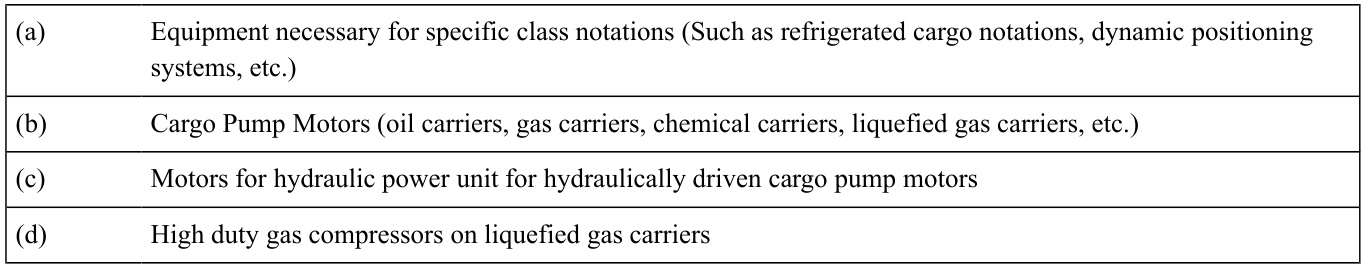 (a) Equipment necessary for specific class notations (Such as refrigerated cargo notations, dynamic positioning
systems, etc.)
(b) Cargo Pump Motors (oil carriers, gas carriers, chemical carriers, liquefied gas carriers, etc.)
(c) Motors for hydraulic power unit for hydraulically driven cargo pump motors
(d) High duty gas compressors on liquefied gas carriers